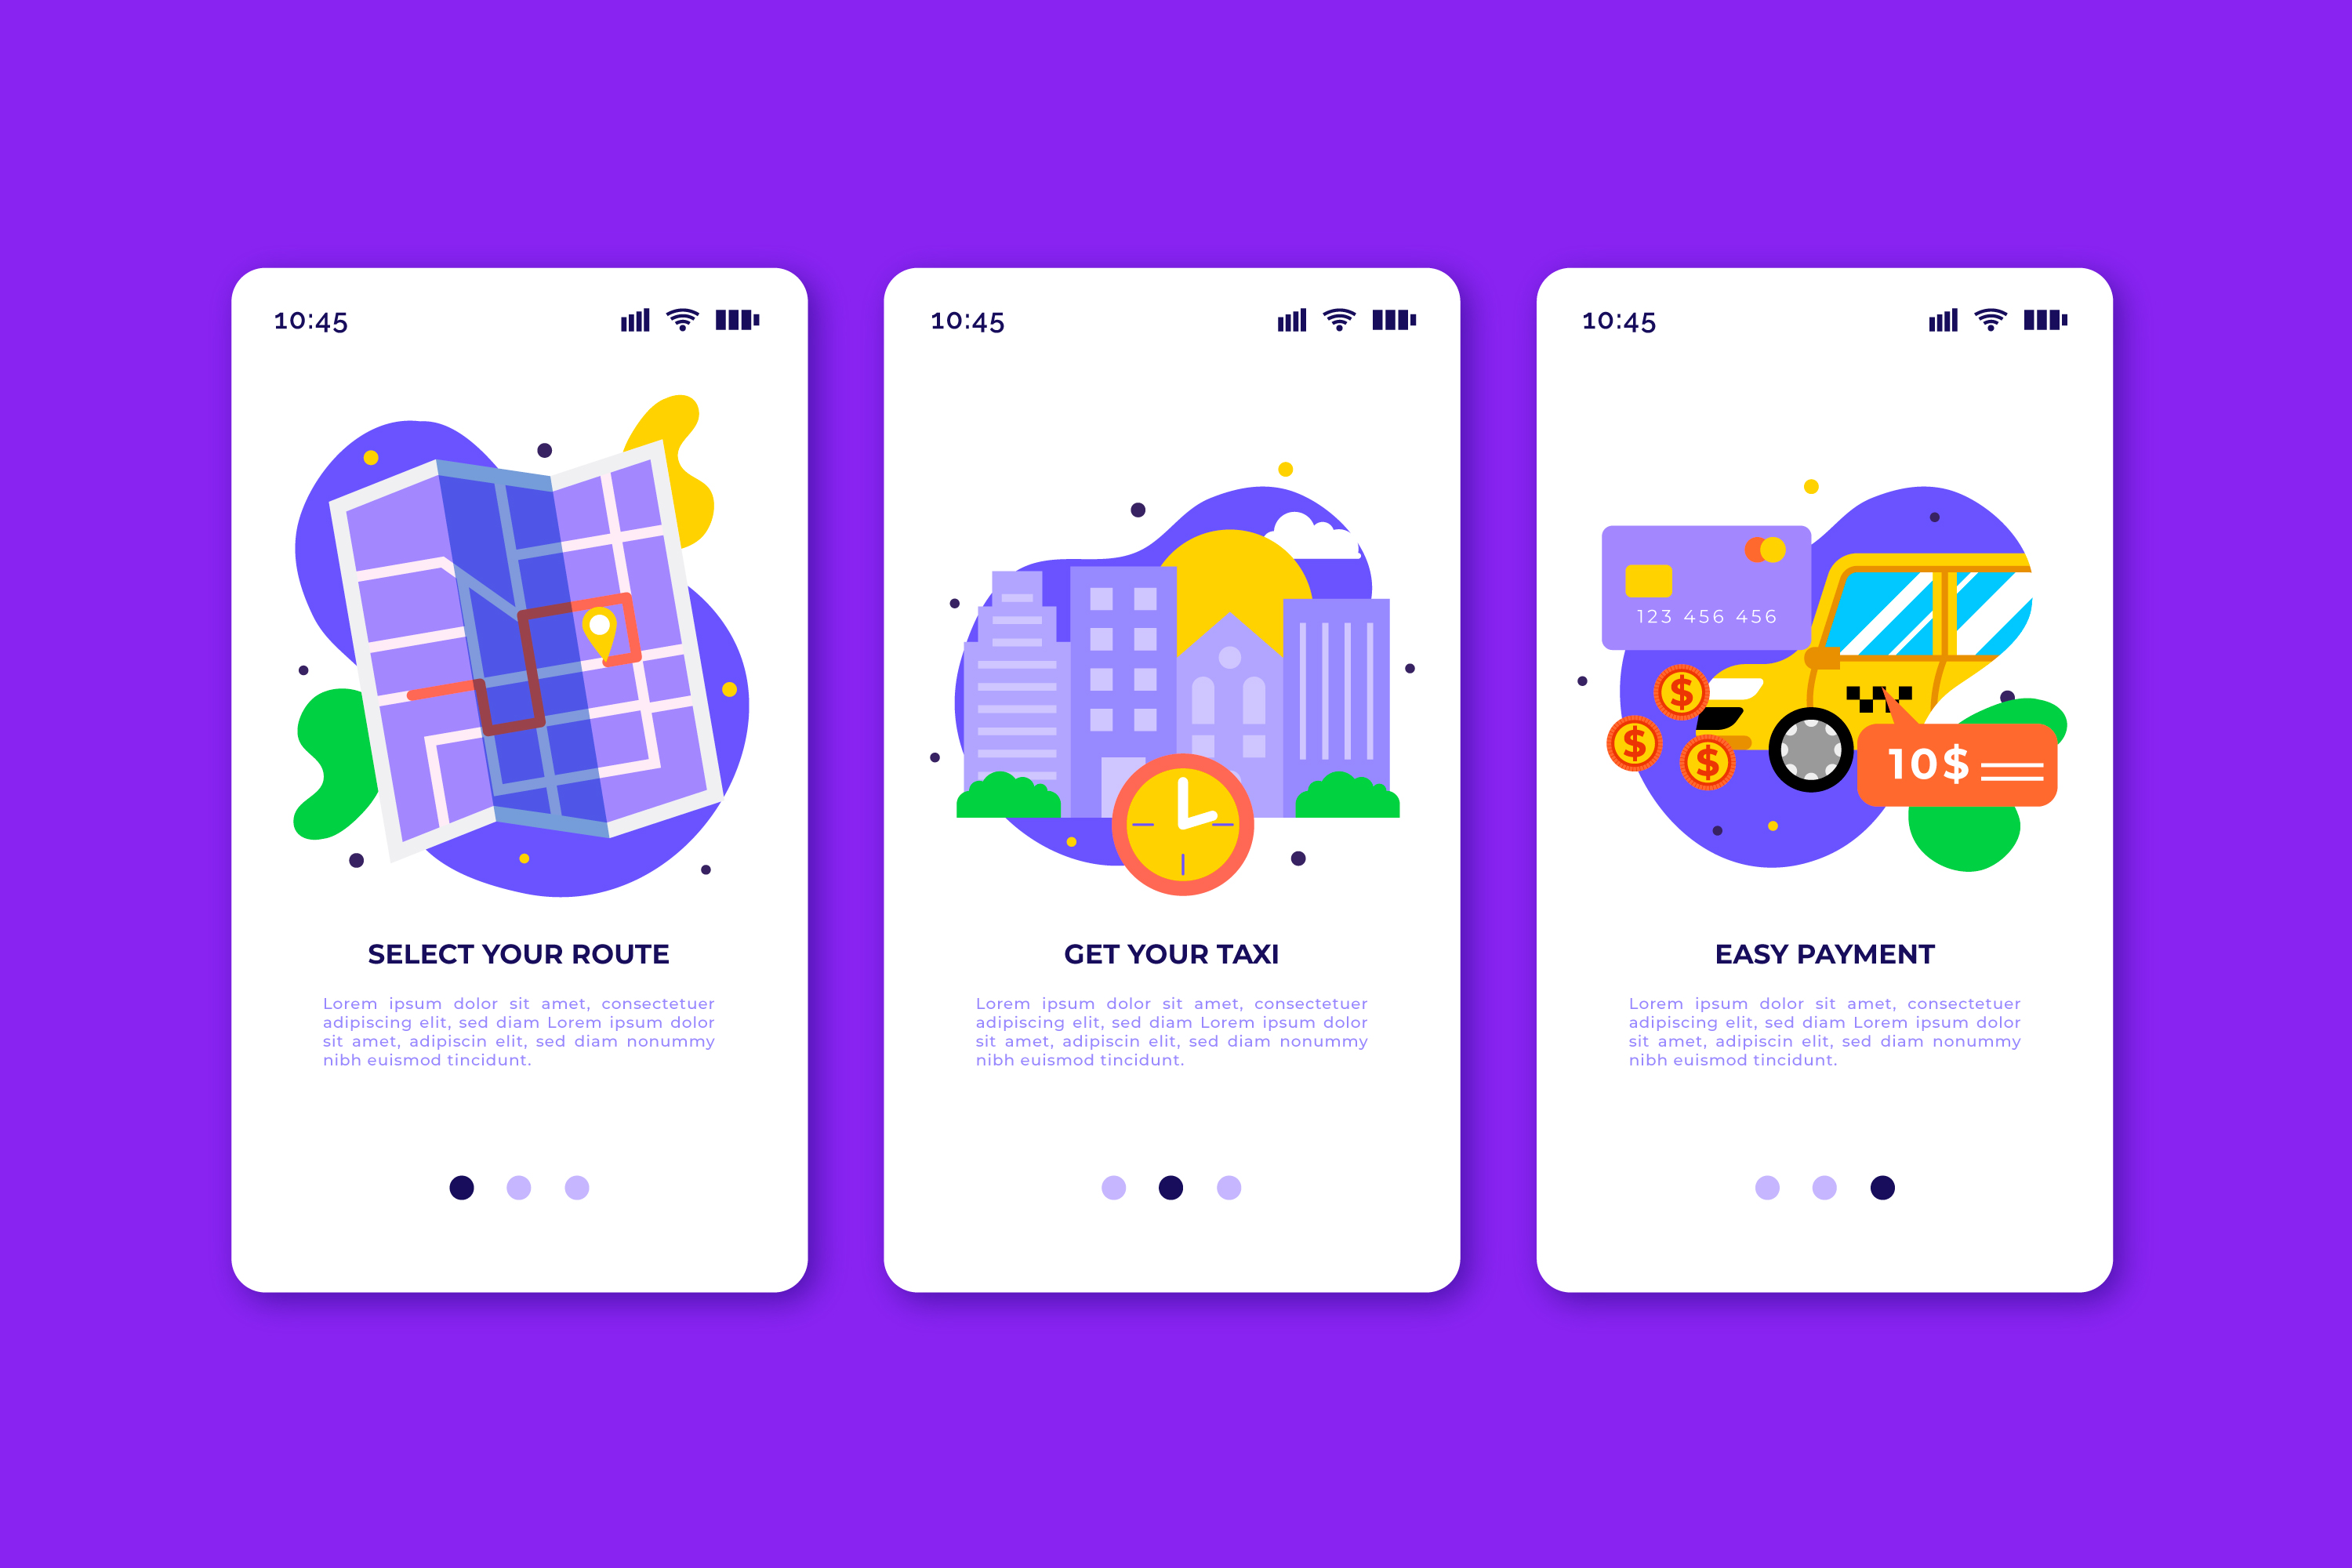 10:45
SELECT YOUR ROUTE
Lorem ipsum dolor sit amet, consectetuer
adipiscing elit, sed diam Lorem ipsum dolor
sit amet, adipiscin elit, sed diam nonummy
nibh euismod tincidunt.
10:45
GET YOUR TAXI
Lorem ipsum dolor sit amet, consectetuer
adipiscing elit, sed diam Lorem ipsum dolor
sit amet, adipiscin elit, sed diam nonummy
nibh euismod tincidunt.
10:45
123 456 456
$
$
$
10$
EASY PAYMENT
Lorem ipsum dolor sit amet, consectetuer
adipiscing elit, sed diam Lorem ipsum dolor
sit amet, adipiscin elit, sed diam nonummy
nibh euismod tincidunt.